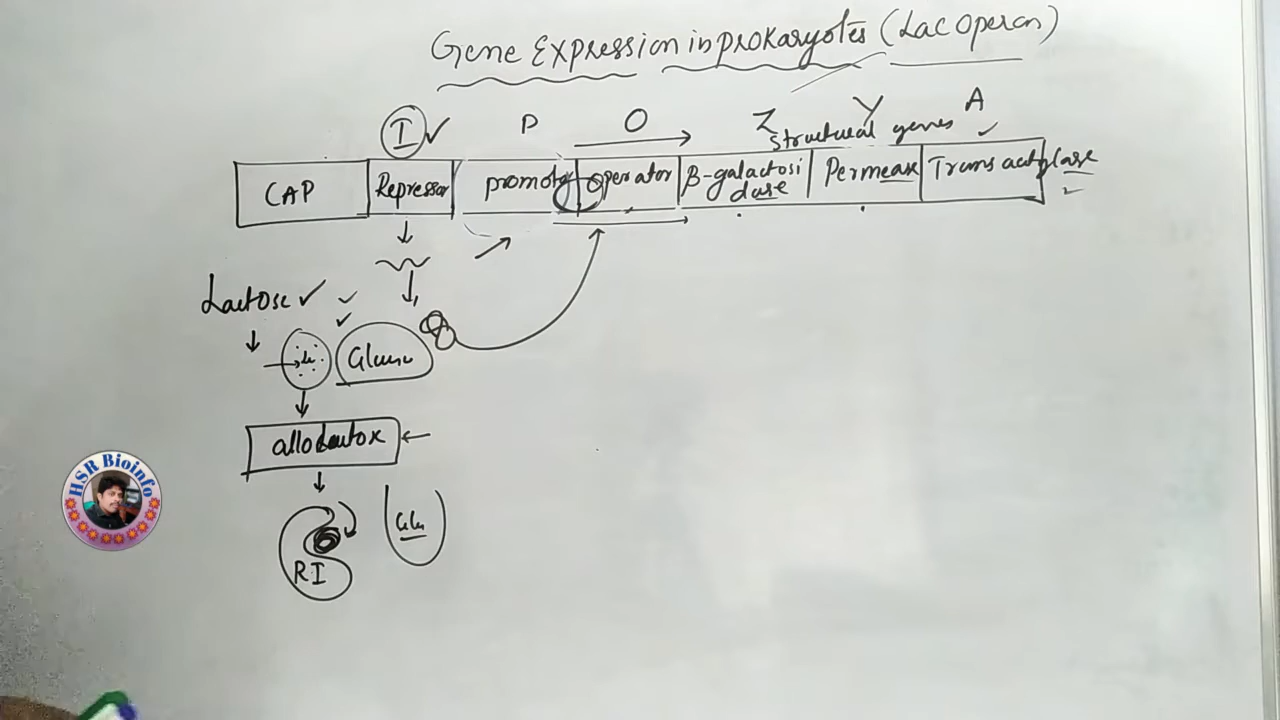 Gene Expression in prokaryotes (Lac Operon)
I P O Z Y A
structural genes
CAP Repressor promoter operator β-galactosidase Permease Transacetylase
Lactose
Gluco
allolactose
Glu
RI
HSR Bioinfo